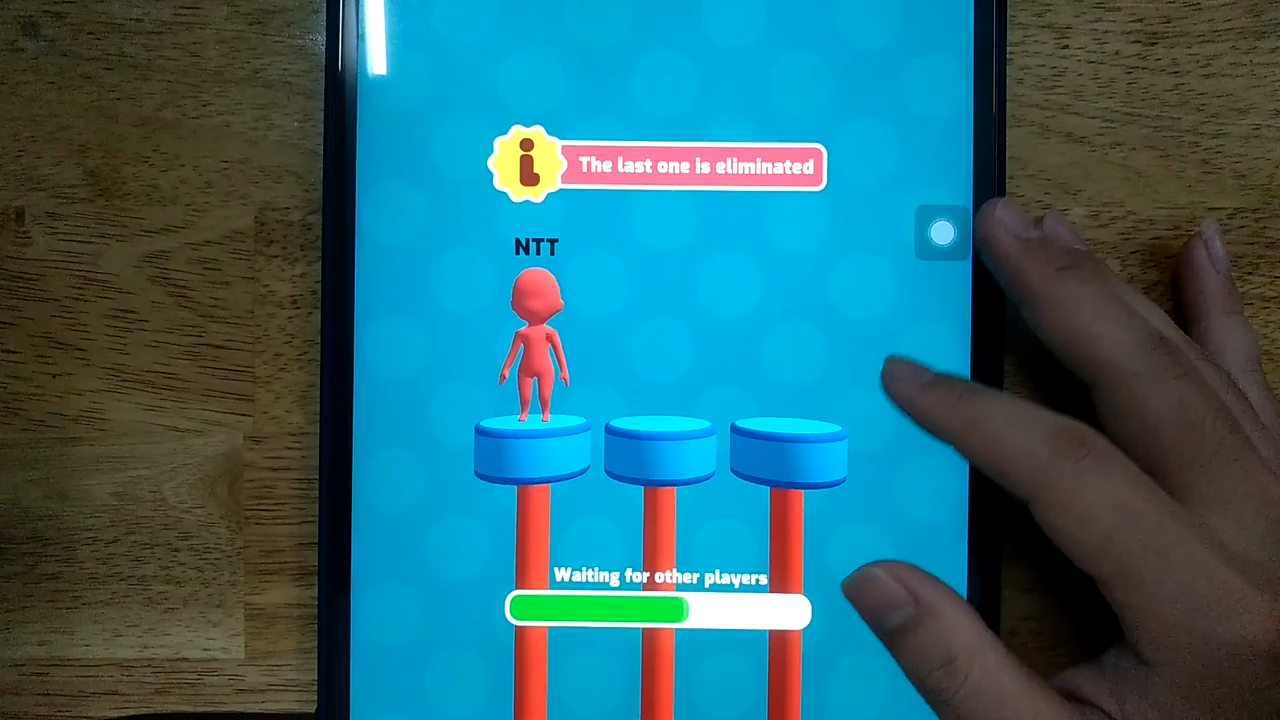 The last one is eliminated
NTT
Waiting for other players